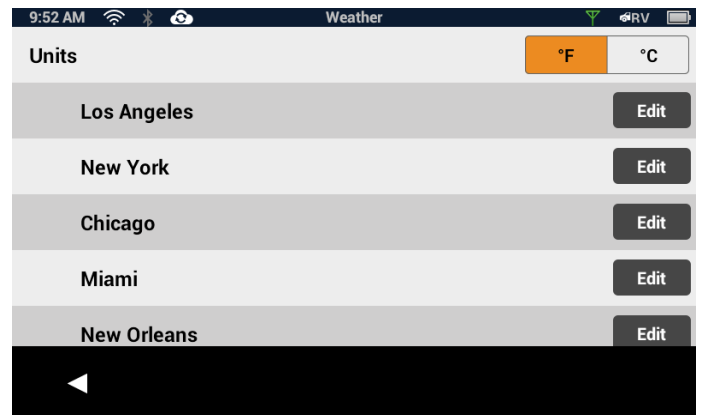 9:52 AM Weather RV
Units °F °C
Los Angeles Edit
New York Edit
Chicago Edit
Miami Edit
New Orleans Edit